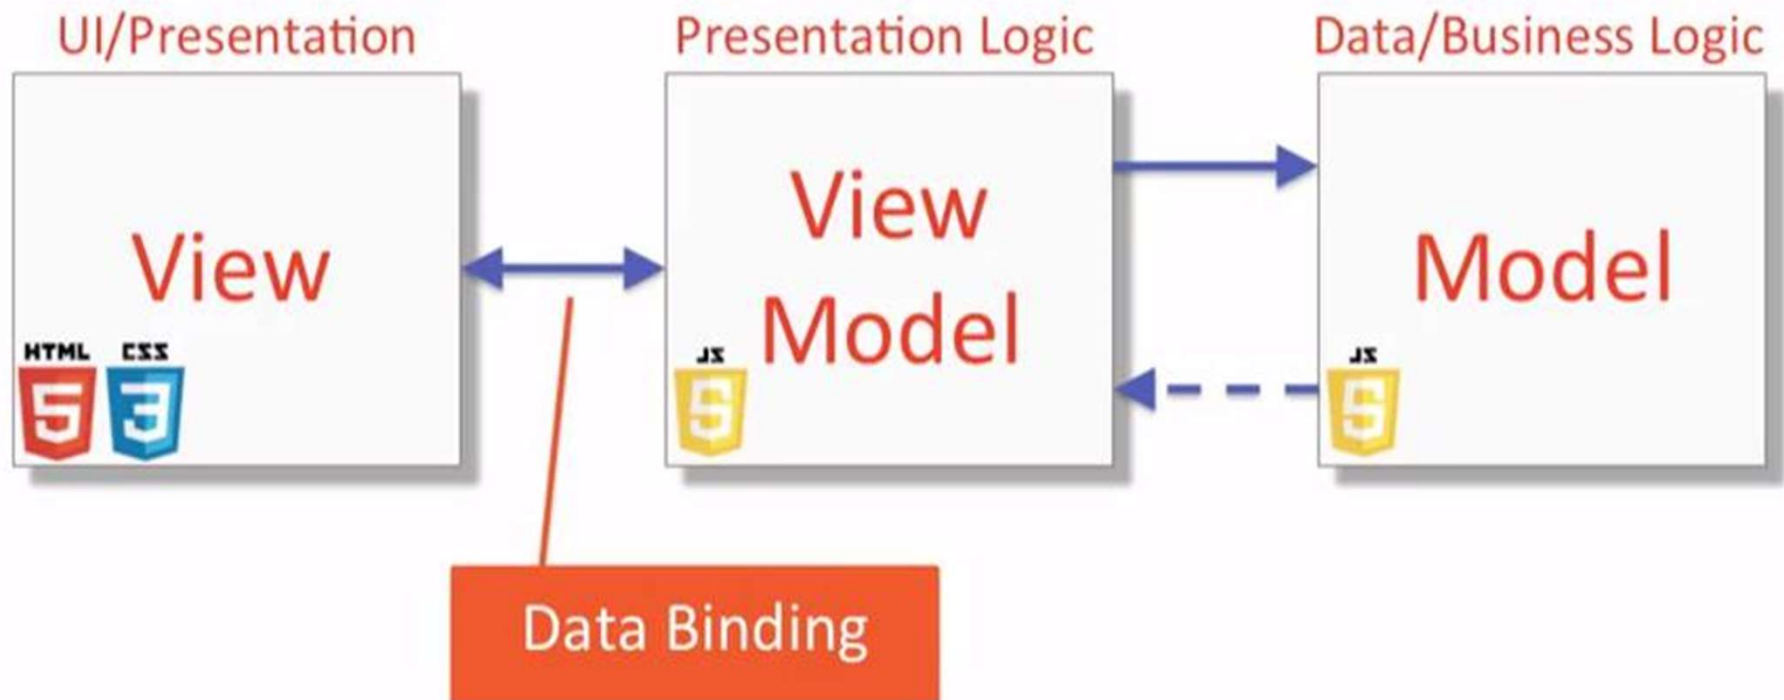 UI/Presentation
Presentation Logic
Data/Business Logic
View
HTML
5
CSS
3
View
Model
JS
5
Model
JS
5
Data Binding